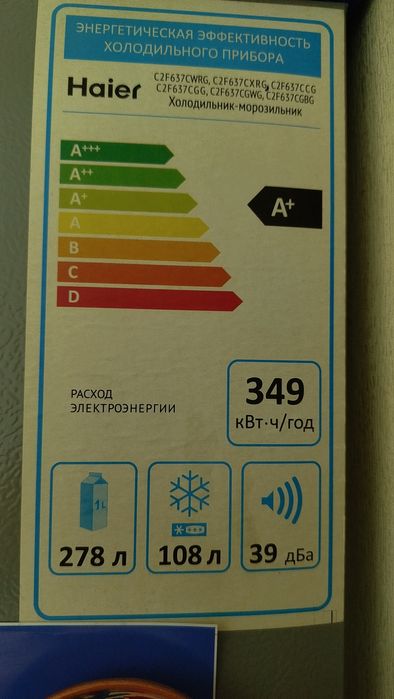 ЭНЕРГЕТИЧЕСКАЯ ЭФФЕКТИВНОСТЬ
ХОЛОДИЛЬНОГО ПРИБОРА
Haier
C2F637CWRG, C2F637CXRG, C2F637CCG
C2F637CGG, C2F637CGWG, C2F637CGBG
Холодильник-морозильник
A+++
A++
A+
A
B
C
D
A+
РАСХОД
ЭЛЕКТРОЭНЕРГИИ
349
кВт·ч/год
1L
278 л
108 л
39 дБа